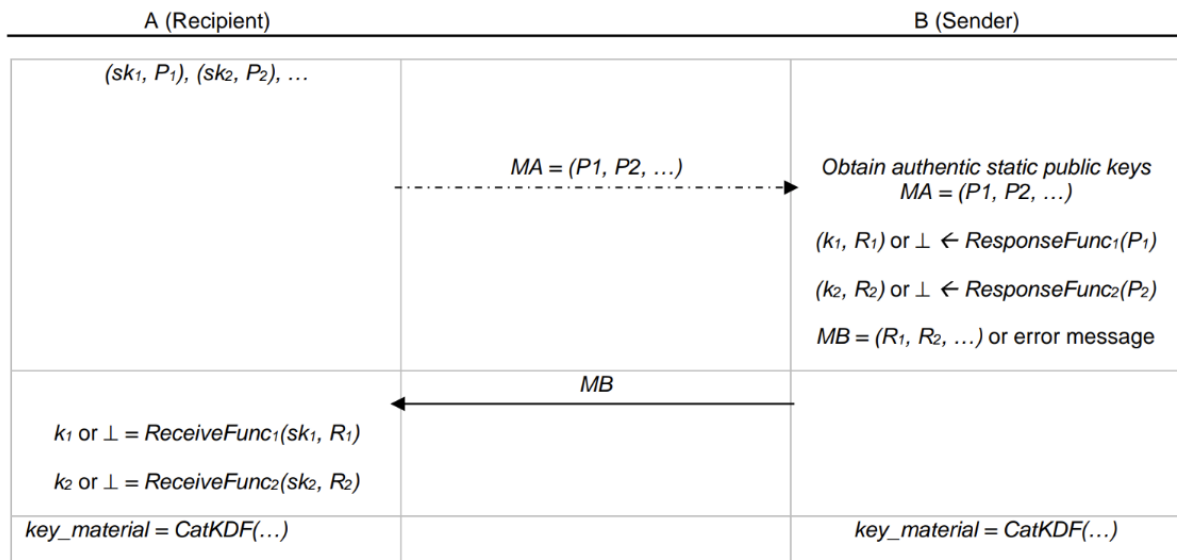 A (Recipient)
B (Sender)
(sk₁, P₁), (sk₂, P₂), …
MA = (P1, P2, …)
Obtain authentic static public keys
MA = (P1, P2, …)
(k₁, R₁) or ⊥ ← ResponseFunc₁(P₁)
(k₂, R₂) or ⊥ ← ResponseFunc₂(P₂)
MB = (R₁, R₂, …) or error message
MB
k₁ or ⊥ = ReceiveFunc₁(sk₁, R₁)
k₂ or ⊥ = ReceiveFunc₂(sk₂, R₂)
key_material = CatKDF(…)
key_material = CatKDF(…)